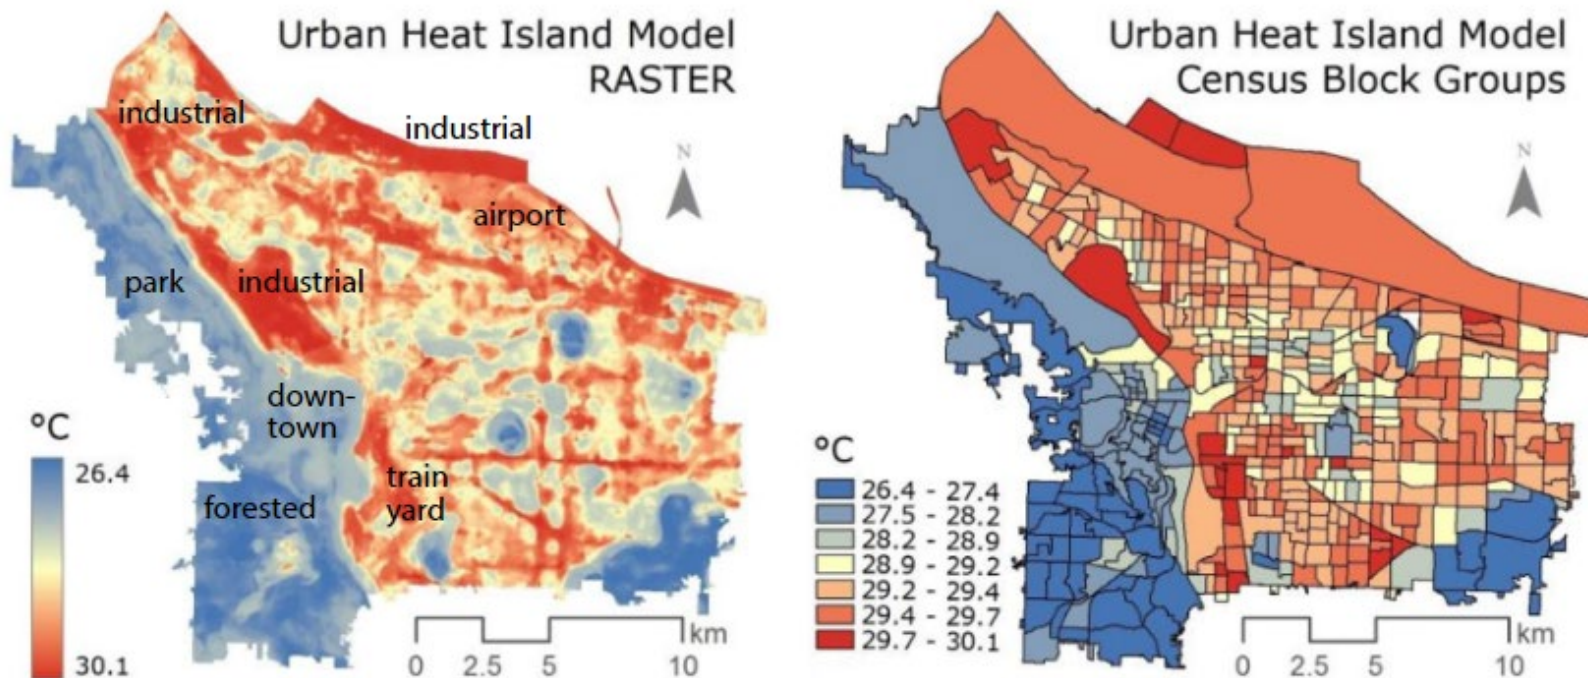 Urban Heat Island Model
RASTER
industrial
industrial
N
airport
park
industrial
down-
town
°C
26.4
train
yard
forested
30.1
km
0 2.5 5 10
Urban Heat Island Model
Census Block Groups
N
°C
26.4 - 27.4
27.5 - 28.2
28.2 - 28.9
28.9 - 29.2
29.2 - 29.4
29.4 - 29.7
29.7 - 30.1
km
0 2.5 5 10